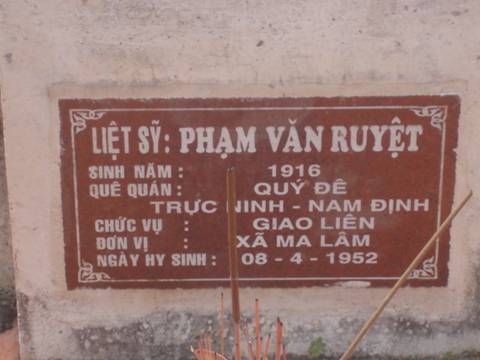 LIỆT SỸ: PHẠM VĂN RUYỆT
SINH NĂM : 1916
QUÊ QUÁN : QUÝ ĐÊ
TRỰC NINH - NAM ĐỊNH
CHỨC VỤ : GIAO LIÊN
ĐƠN VỊ : XÃ MA LÂM
NGÀY HY SINH : 08 - 4 - 1952